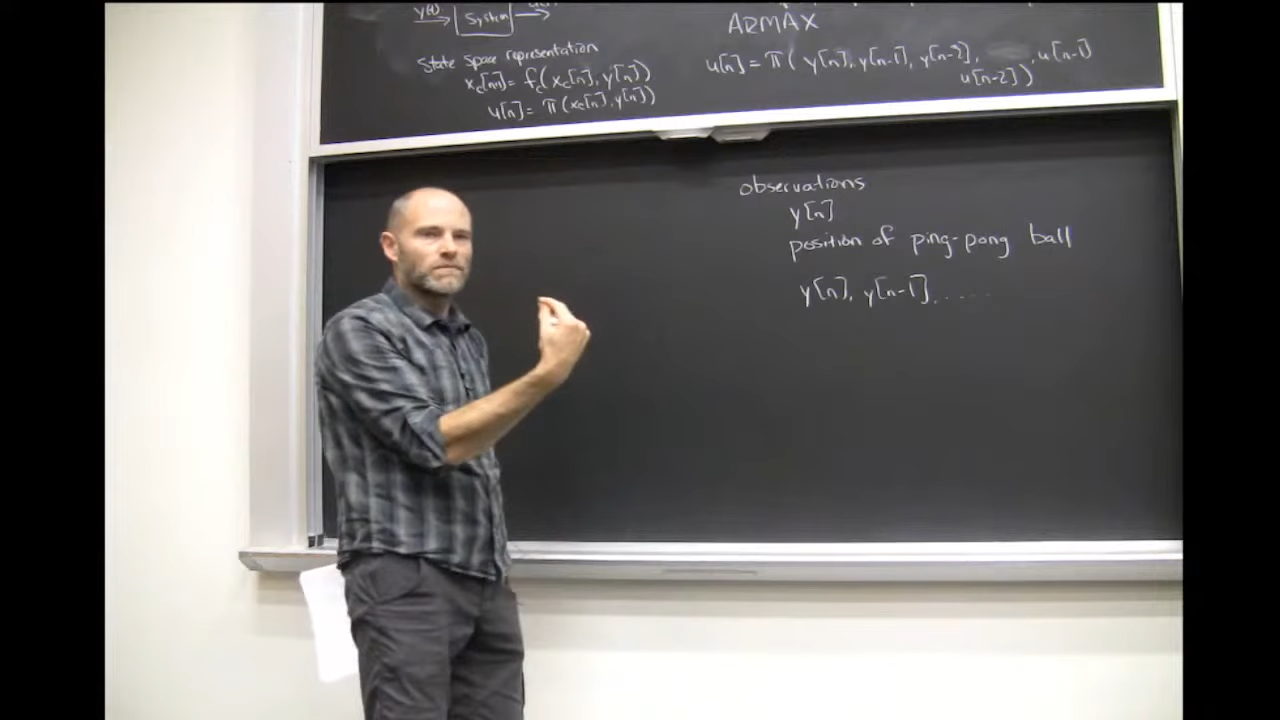 y(t)
System
State space representation
x_c[n+1] = f_c(x_c[n], y[n])
u[n] = π(x_c[n], y[n])
ARMAX
u[n] = π( y[n], y[n-1], y[n-2], , u[n-1]
u[n-2])
observations
y[n]
position of ping-pong ball
y[n], y[n-1], .....